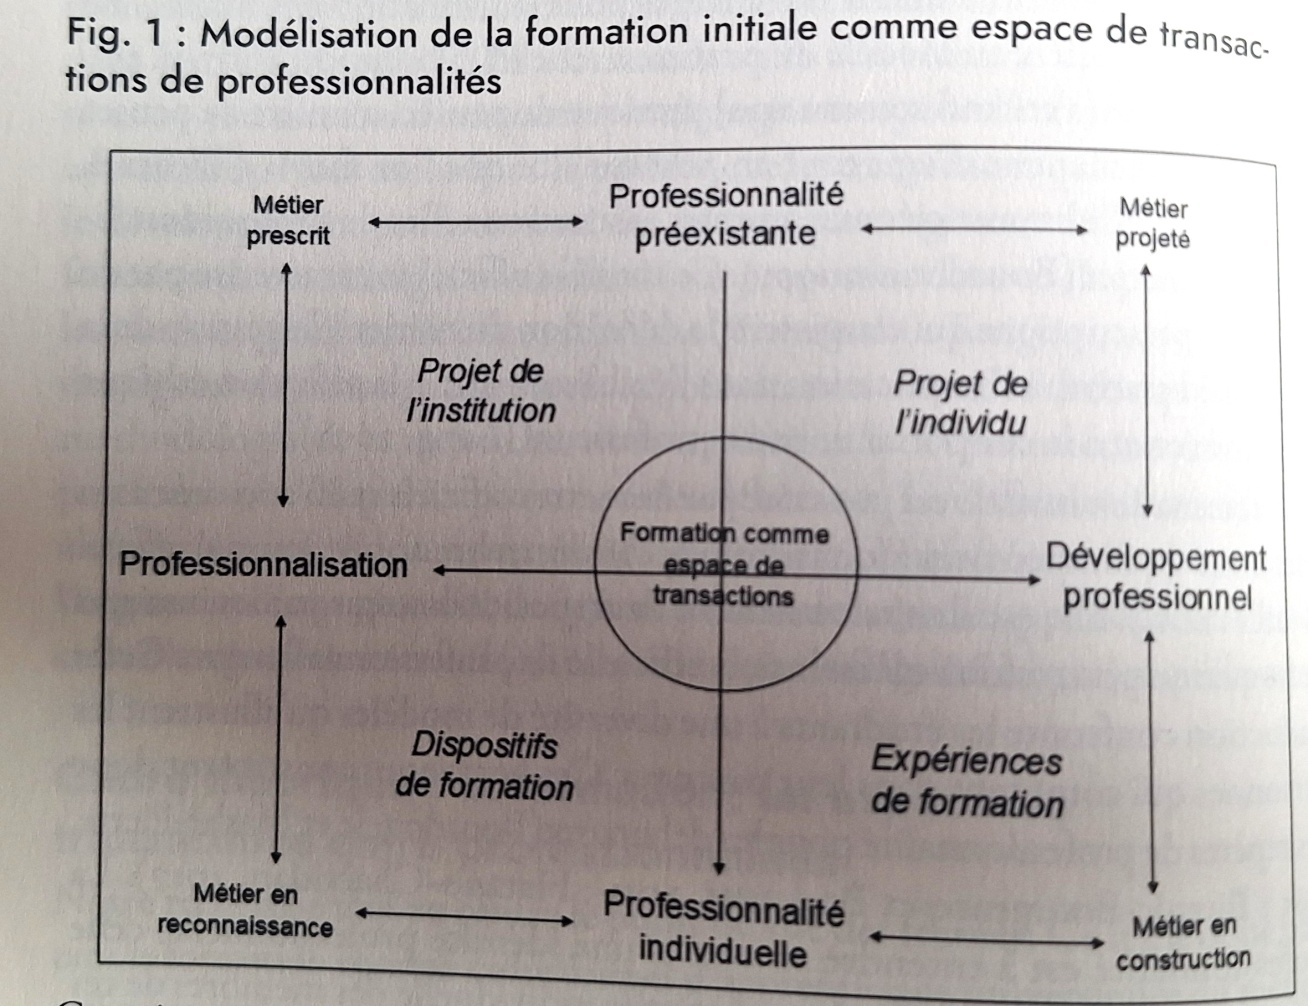 Fig. 1 : Modélisation de la formation initiale comme espace de transac-
tions de professionnalités
Métier
prescrit
Professionnalité
préexistante
Métier
projeté
Projet de
l'institution
Projet de
l'individu
Professionnalisation
Formation comme
espace de
transactions
Développement
professionnel
Dispositifs
de formation
Expériences
de formation
Métier en
reconnaissance
Professionnalité
individuelle
Métier en
construction